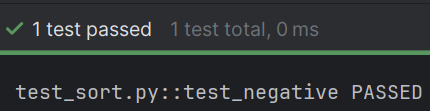 1 test passed 1 test total, 0 ms
test_sort.py::test_negative PASSED